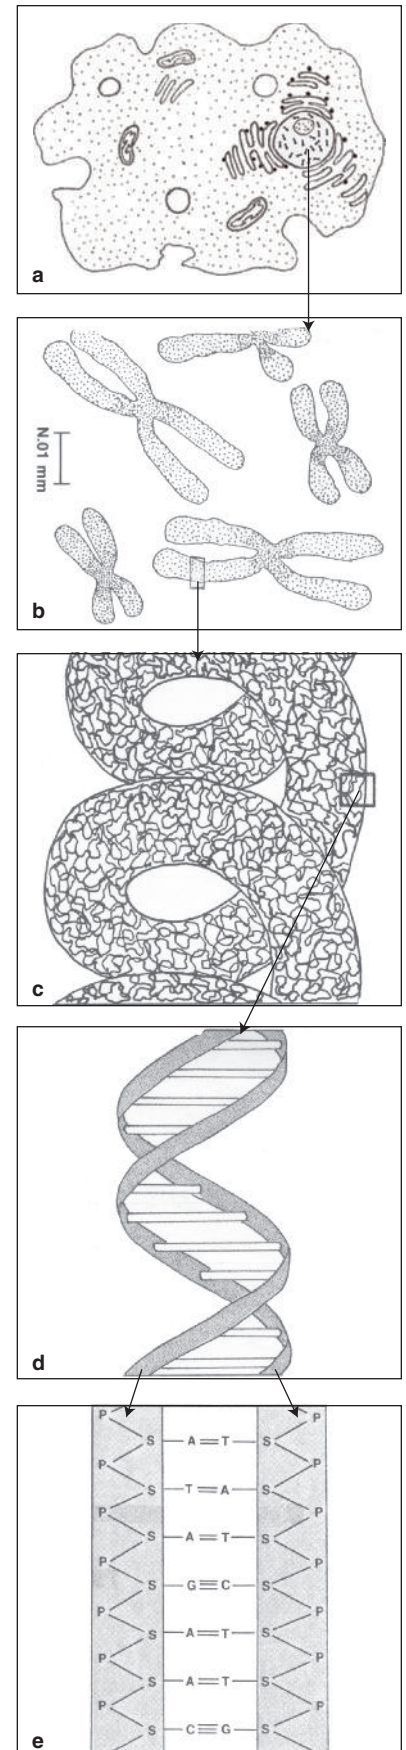 a
N.01 mm
b
c
d
P P
S A=T S
P P
S T=A S
P P
S A=T S
P P
S G≡C S
P P
S A=T S
P P
S A=T S
P P
S C≡G S
e